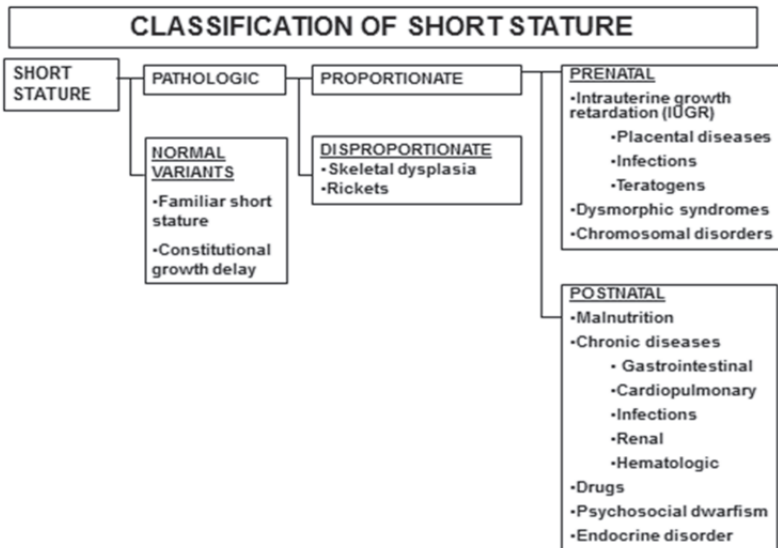 CLASSIFICATION OF SHORT STATURE
SHORT
STATURE
PATHOLOGIC
NORMAL
VARIANTS
•Familiar short
stature
•Constitutional
growth delay
PROPORTIONATE
DISPROPORTIONATE
•Skeletal dysplasia
•Rickets
PRENATAL
•Intrauterine growth
retardation (IUGR)
•Placental diseases
•Infections
•Teratogens
•Dysmorphic syndromes
•Chromosomal disorders
POSTNATAL
•Malnutrition
•Chronic diseases
• Gastrointestinal
•Cardiopulmonary
•Infections
•Renal
•Hematologic
•Drugs
•Psychosocial dwarfism
•Endocrine disorder